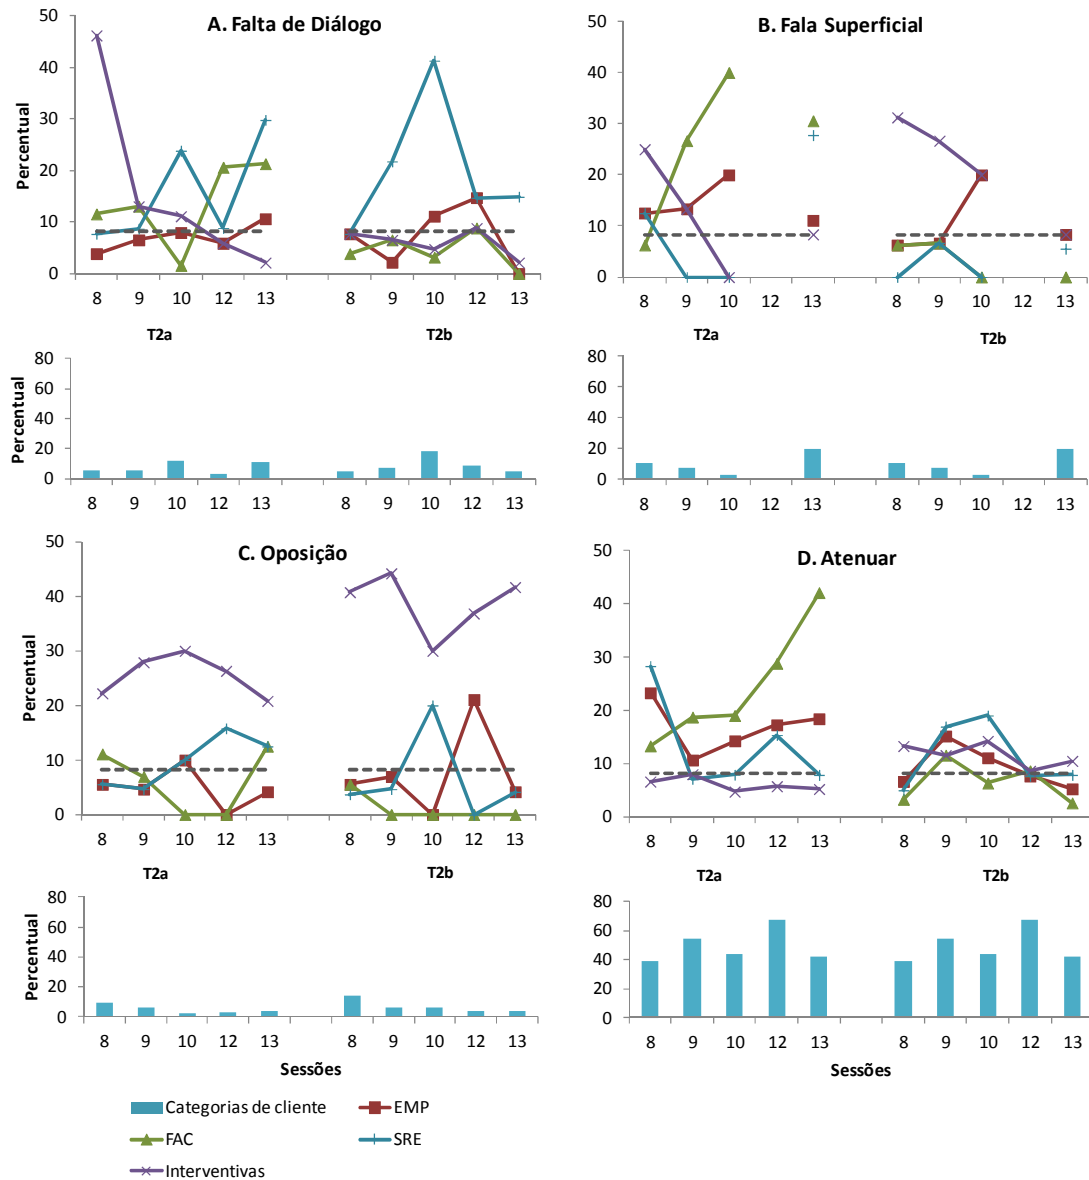 A. Falta de Diálogo
Percentual
50
40
30
20
10
0
8 9 10 12 13 8 9 10 12 13
T2a T2b
Percentual
80
60
40
20
0
8 9 10 12 13 8 9 10 12 13
B. Fala Superficial
50
40
30
20
10
0
8 9 10 12 13 8 9 10 12 13
T2a T2b
80
60
40
20
0
8 9 10 12 13 8 9 10 12 13
C. Oposição
Percentual
50
40
30
20
10
0
8 9 10 12 13 8 9 10 12 13
T2a T2b
Percentual
80
60
40
20
0
8 9 10 12 13 8 9 10 12 13
Sessões
D. Atenuar
50
40
30
20
10
0
8 9 10 12 13 8 9 10 12 13
T2a T2b
80
60
40
20
0
8 9 10 12 13 8 9 10 12 13
Sessões
Categorias de cliente EMP
FAC SRE
Interventivas